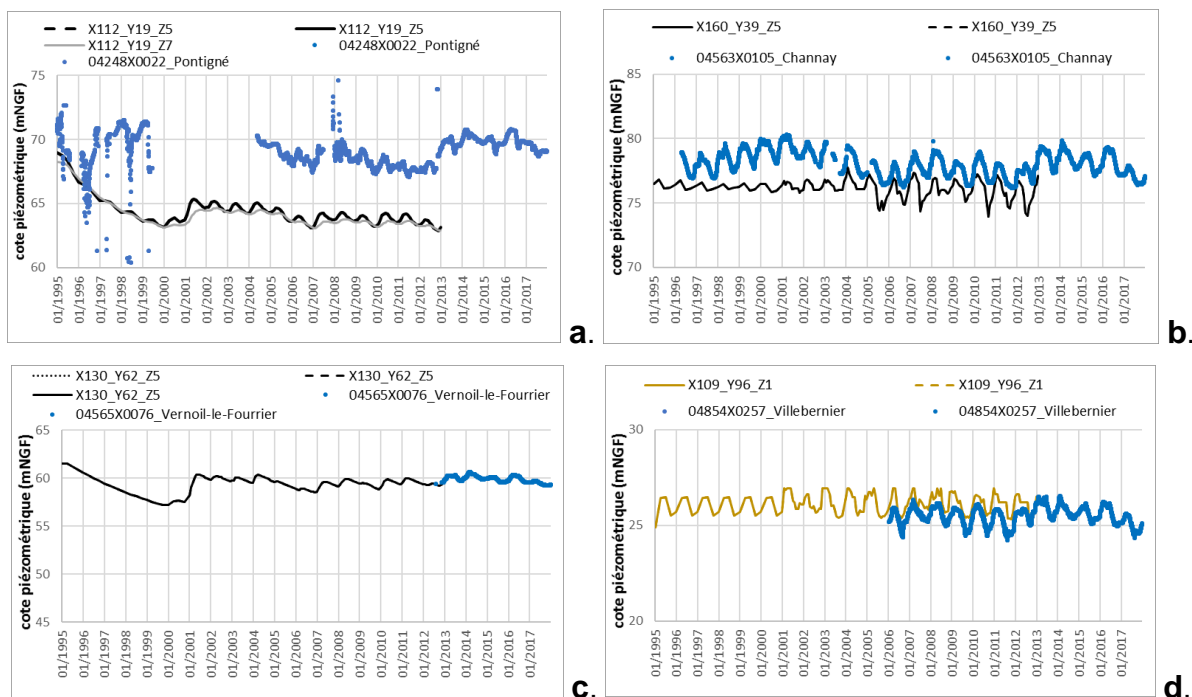 X112_Y19_Z5 X112_Y19_Z5
X112_Y19_Z7 04248X0022_Pontigné
04248X0022_Pontigné
cote piézométrique (mNGF)
75
70
65
60
01/1995 01/1996 01/1997 01/1998 01/1999 01/2000 01/2001 01/2002 01/2003 01/2004 01/2005 01/2006 01/2007 01/2008 01/2009 01/2010 01/2011 01/2012 01/2013 01/2014 01/2015 01/2016 01/2017
a.
X160_Y39_Z5 X160_Y39_Z5
04563X0105_Channay 04563X0105_Channay
cote piézométrique (mNGF)
85
80
75
70
01/1995 01/1996 01/1997 01/1998 01/1999 01/2000 01/2001 01/2002 01/2003 01/2004 01/2005 01/2006 01/2007 01/2008 01/2009 01/2010 01/2011 01/2012 01/2013 01/2014 01/2015 01/2016 01/2017
b.
X130_Y62_Z5 X130_Y62_Z5
X130_Y62_Z5 04565X0076_Vernoil-le-Fourrier
04565X0076_Vernoil-le-Fourrier
cote piézométrique (mNGF)
65
60
55
50
45
01/1995 01/1996 01/1997 01/1998 01/1999 01/2000 01/2001 01/2002 01/2003 01/2004 01/2005 01/2006 01/2007 01/2008 01/2009 01/2010 01/2011 01/2012 01/2013 01/2014 01/2015 01/2016 01/2017
c.
X109_Y96_Z1 X109_Y96_Z1
04854X0257_Villebernier 04854X0257_Villebernier
cote piézométrique (mNGF)
30
25
20
01/1995 01/1996 01/1997 01/1998 01/1999 01/2000 01/2001 01/2002 01/2003 01/2004 01/2005 01/2006 01/2007 01/2008 01/2009 01/2010 01/2011 01/2012 01/2013 01/2014 01/2015 01/2016 01/2017
d.